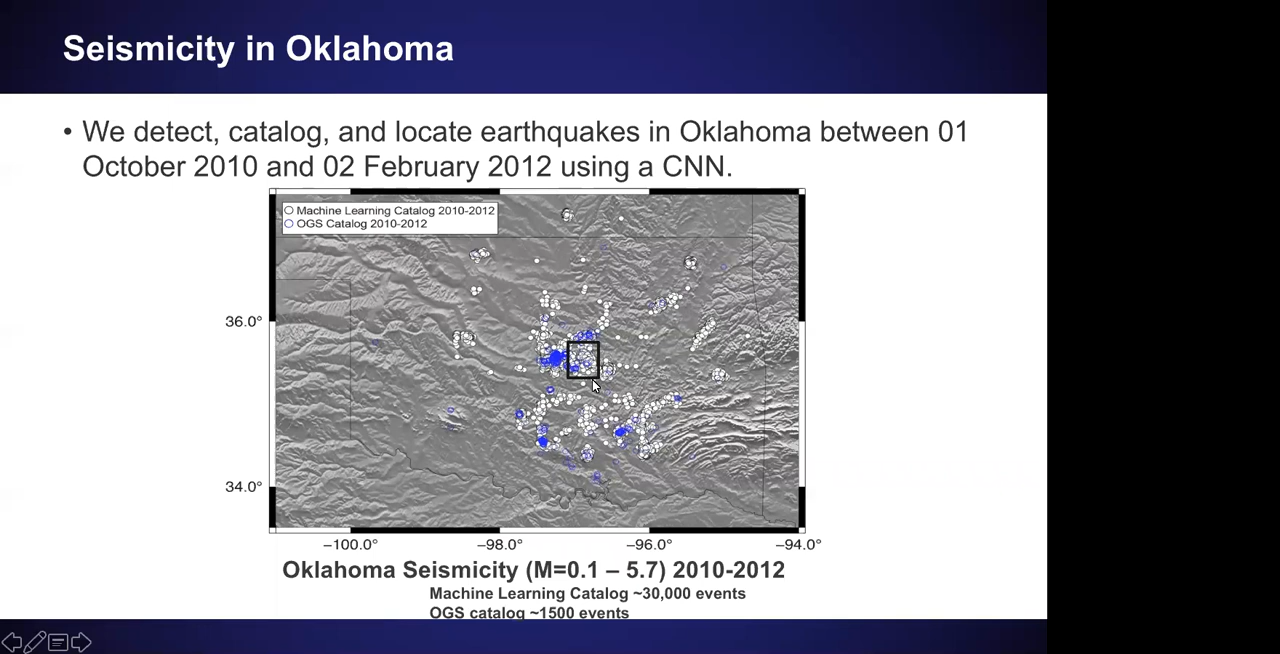 Seismicity in Oklahoma
• We detect, catalog, and locate earthquakes in Oklahoma between 01
October 2010 and 02 February 2012 using a CNN.
Machine Learning Catalog 2010-2012
OGS Catalog 2010-2012
36.0°
34.0°
–100.0° –98.0° –96.0° –94.0°
Oklahoma Seismicity (M=0.1 – 5.7) 2010-2012
Machine Learning Catalog ~30,000 events
OGS catalog ~1500 events